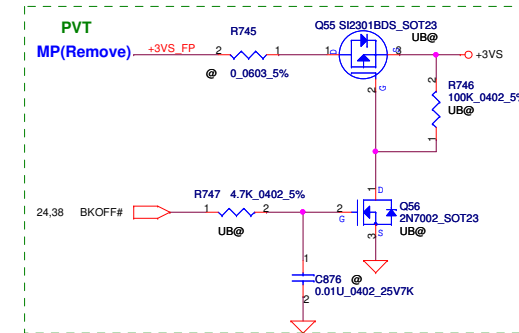 PVT
MP(Remove)
+3VS_FP
2
R745
1
@
0_0603_5%
Q55 SI2301BDS_SOT23
UB@
1
D
S
3
G
2
+3VS
2
R746
100K_0402_5%
UB@
1
24,38
BKOFF#
R747
4.7K_0402_5%
1
2
UB@
2
G
1
D
Q56
2N7002_SOT23
S
3
UB@
1
C876
@
0.01U_0402_25V7K
2